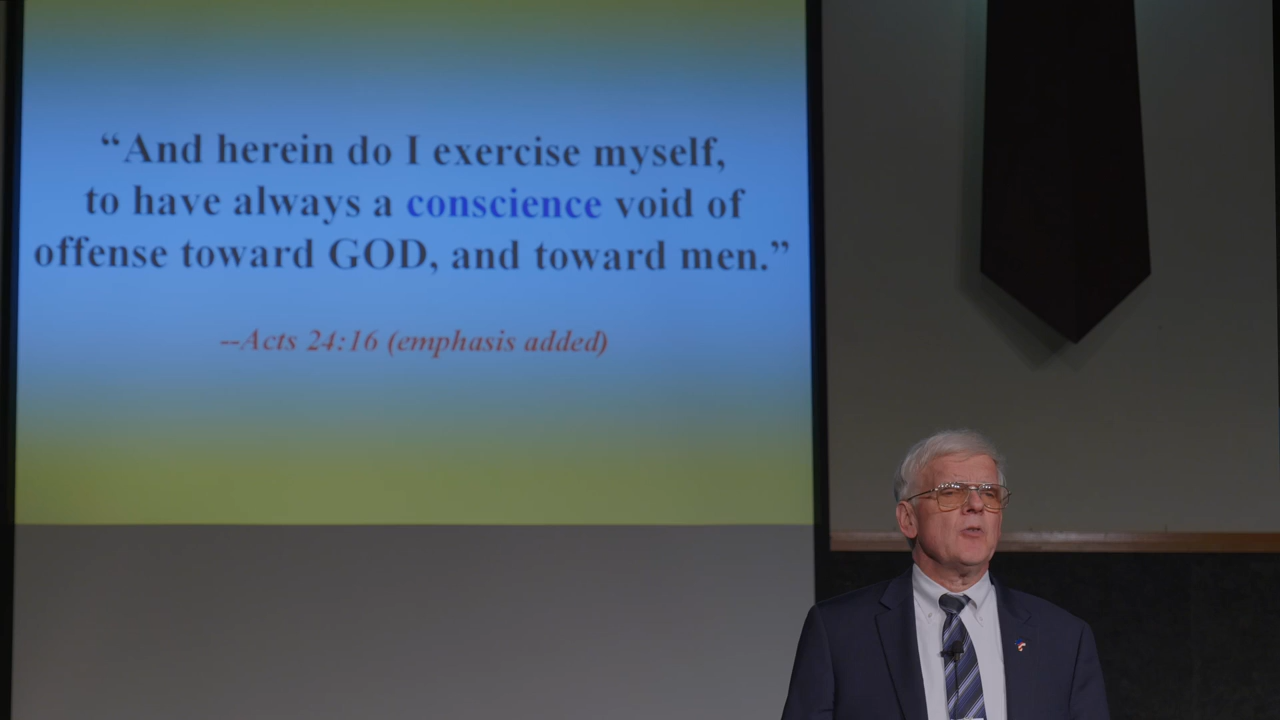 “And herein do I exercise myself,
to have always a conscience void of
offense toward GOD, and toward men.”
--Acts 24:16 (emphasis added)